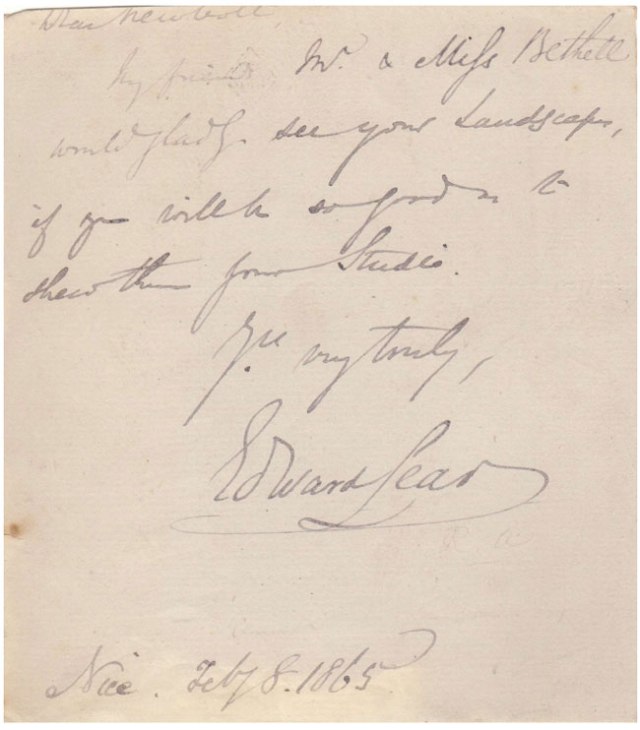 Dear Newbolt,
My friends Mr. & Miss Bethell
would gladly see your Landscapes,
if you will be so good as to
shew them your Studio.
Yrs. very truly,
Edward Lear
Nice. Feby 8. 1865